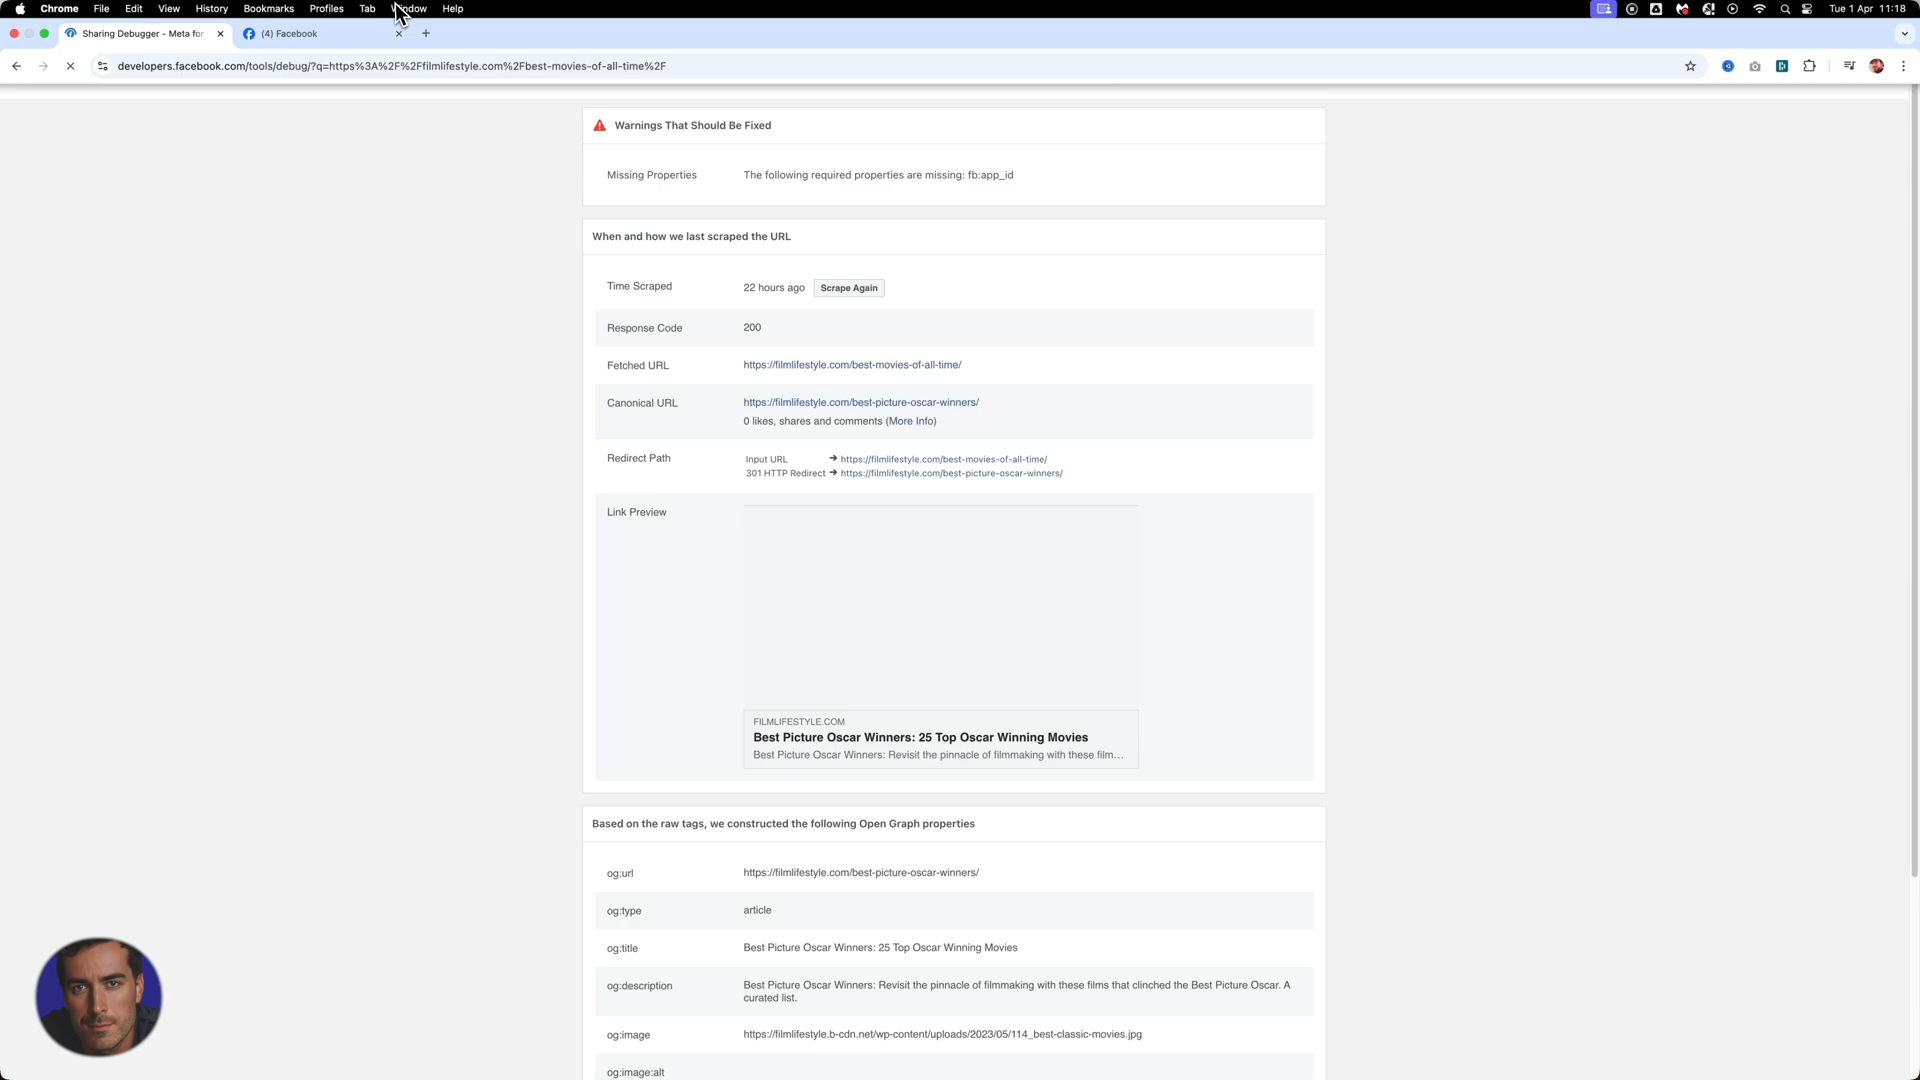 Chrome File Edit View History Bookmarks Profiles Tab Window Help Tue 1 Apr 11:18
Sharing Debugger - Meta for (4) Facebook
developers.facebook.com/tools/debug/?q=https%3A%2F%2Ffilmlifestyle.com%2Fbest-movies-of-all-time%2F
Warnings That Should Be Fixed
Missing Properties The following required properties are missing: fb:app_id
When and how we last scraped the URL
Time Scraped 22 hours ago Scrape Again
Response Code 200
Fetched URL https://filmlifestyle.com/best-movies-of-all-time/
Canonical URL https://filmlifestyle.com/best-picture-oscar-winners/
0 likes, shares and comments (More Info)
Redirect Path Input URL → https://filmlifestyle.com/best-movies-of-all-time/
301 HTTP Redirect → https://filmlifestyle.com/best-picture-oscar-winners/
Link Preview
FILMLIFESTYLE.COM
Best Picture Oscar Winners: 25 Top Oscar Winning Movies
Best Picture Oscar Winners: Revisit the pinnacle of filmmaking with these film…
Based on the raw tags, we constructed the following Open Graph properties
og:url https://filmlifestyle.com/best-picture-oscar-winners/
og:type article
og:title Best Picture Oscar Winners: 25 Top Oscar Winning Movies
og:description Best Picture Oscar Winners: Revisit the pinnacle of filmmaking with these films that clinched the Best Picture Oscar. A
curated list.
og:image https://filmlifestyle.b-cdn.net/wp-content/uploads/2023/05/114_best-classic-movies.jpg
og:image:alt